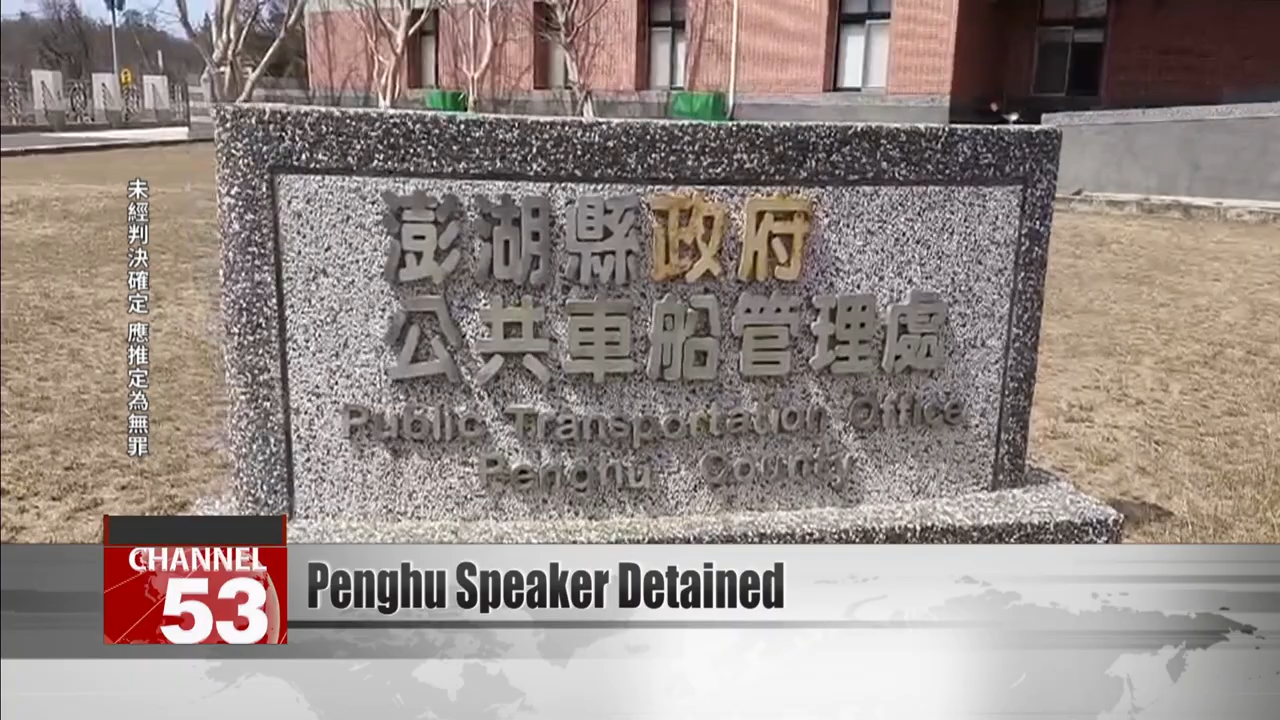 未經判決確定 應推定為無罪
澎湖縣政府
公共車船管理處
Public Transportation Office
Penghu County
CHANNEL
53
Penghu Speaker Detained